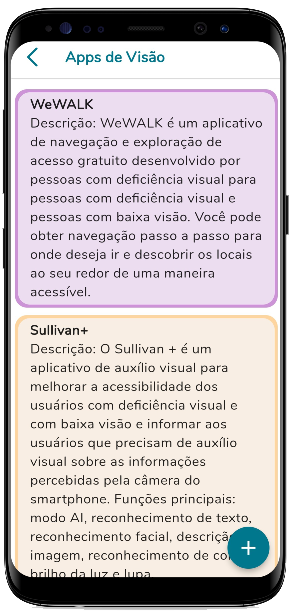 Apps de Visão
WeWALK
Descrição: WeWALK é um aplicativo
de navegação e exploração de
acesso gratuito desenvolvido por
pessoas com deficiência visual para
pessoas com deficiência visual e
pessoas com baixa visão. Você pode
obter navegação passo a passo para
onde deseja ir e descobrir os locais
ao seu redor de uma maneira
acessível.
Sullivan+
Descrição: O Sullivan + é um
aplicativo de auxílio visual para
melhorar a acessibilidade dos
usuários com deficiência visual e
com baixa visão e informar aos
usuários que precisam de auxílio
visual sobre as informações
percebidas pela câmera do
smartphone. Funções principais:
modo AI, reconhecimento de texto,
reconhecimento facial,
imagem, reconhecimento de
brilho da luz e lupa